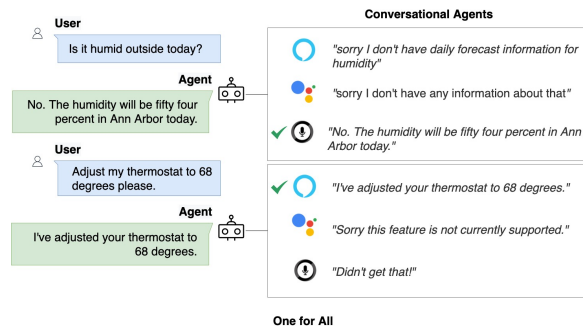 Conversational Agents
User
Is it humid outside today?
Agent
No. The humidity will be fifty four
percent in Ann Arbor today.
"sorry I don't have daily forecast information for
humidity"
"sorry I don't have any information about that"
"No. The humidity will be fifty four percent in Ann
Arbor today."
User
Adjust my thermostat to 68
degrees please.
Agent
I've adjusted your thermostat to
68 degrees.
"I've adjusted your thermostat to 68 degrees."
"Sorry this feature is not currently supported."
"Didn't get that!"
One for All